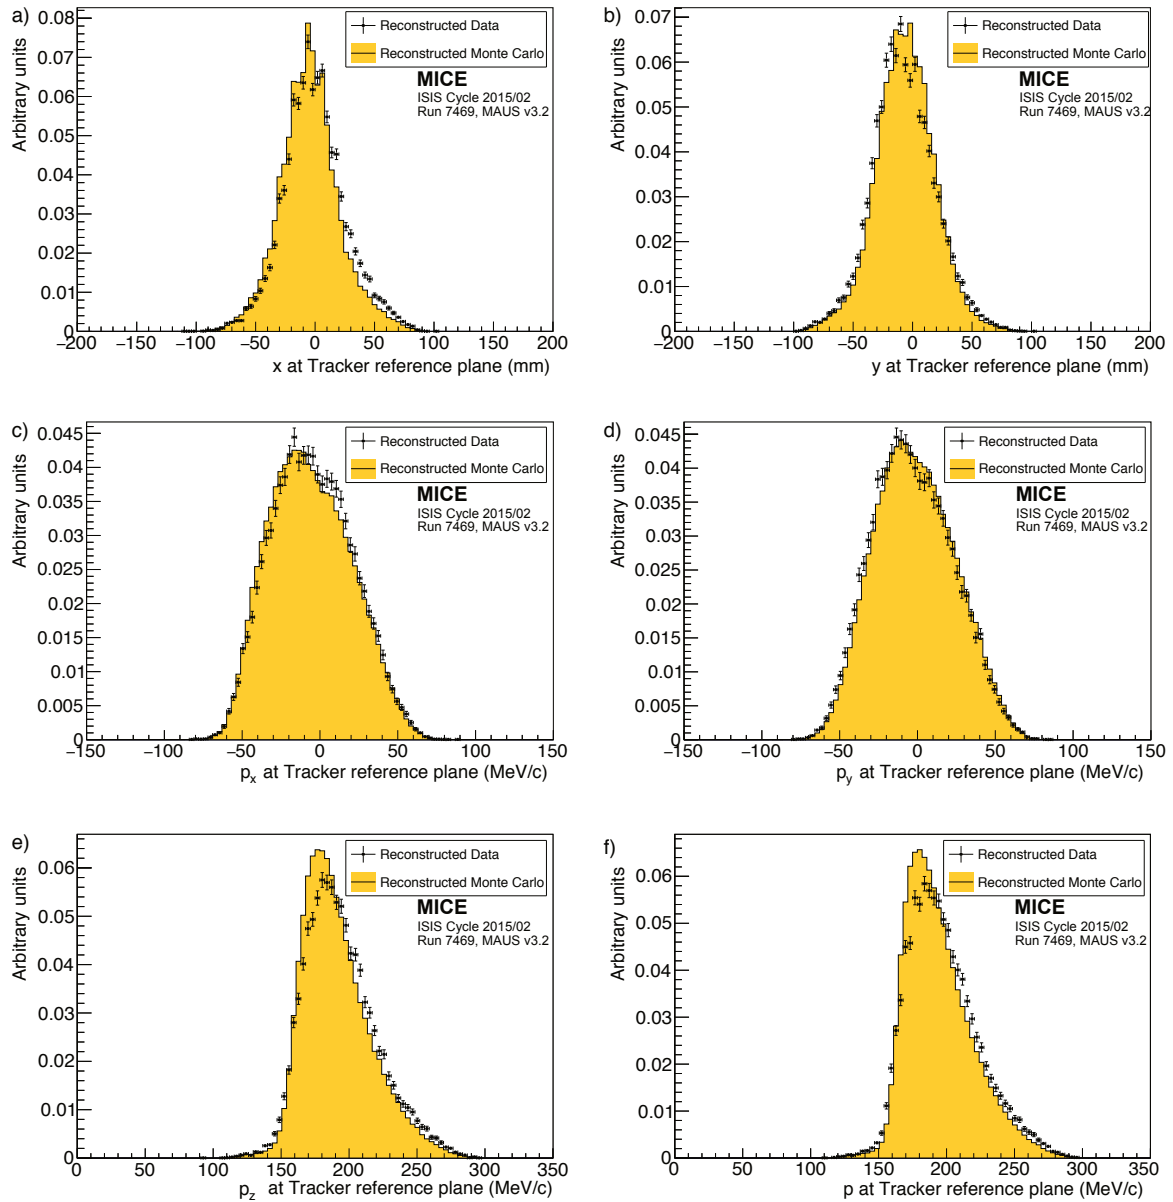 a)
Arbitrary units
0.08
0.07
0.06
0.05
0.04
0.03
0.02
0.01
0
−200 −150 −100 −50 0 50 100 150 200
x at Tracker reference plane (mm)
Reconstructed Data
Reconstructed Monte Carlo
MICE
ISIS Cycle 2015/02
Run 7469, MAUS v3.2
b)
Arbitrary units
0.07
0.06
0.05
0.04
0.03
0.02
0.01
0
−200 −150 −100 −50 0 50 100 150 200
y at Tracker reference plane (mm)
Reconstructed Data
Reconstructed Monte Carlo
MICE
ISIS Cycle 2015/02
Run 7469, MAUS v3.2
c)
Arbitrary units
0.045
0.04
0.035
0.03
0.025
0.02
0.015
0.01
0.005
0
−150 −100 −50 0 50 100 150
px at Tracker reference plane (MeV/c)
Reconstructed Data
Reconstructed Monte Carlo
MICE
ISIS Cycle 2015/02
Run 7469, MAUS v3.2
d)
Arbitrary units
0.045
0.04
0.035
0.03
0.025
0.02
0.015
0.01
0.005
0
−150 −100 −50 0 50 100 150
py at Tracker reference plane (MeV/c)
Reconstructed Data
Reconstructed Monte Carlo
MICE
ISIS Cycle 2015/02
Run 7469, MAUS v3.2
e)
Arbitrary units
0.06
0.05
0.04
0.03
0.02
0.01
0
0 50 100 150 200 250 300 350
pz at Tracker reference plane (MeV/c)
Reconstructed Data
Reconstructed Monte Carlo
MICE
ISIS Cycle 2015/02
Run 7469, MAUS v3.2
f)
Arbitrary units
0.06
0.05
0.04
0.03
0.02
0.01
0
0 50 100 150 200 250 300 350
p at Tracker reference plane (MeV/c)
Reconstructed Data
Reconstructed Monte Carlo
MICE
ISIS Cycle 2015/02
Run 7469, MAUS v3.2